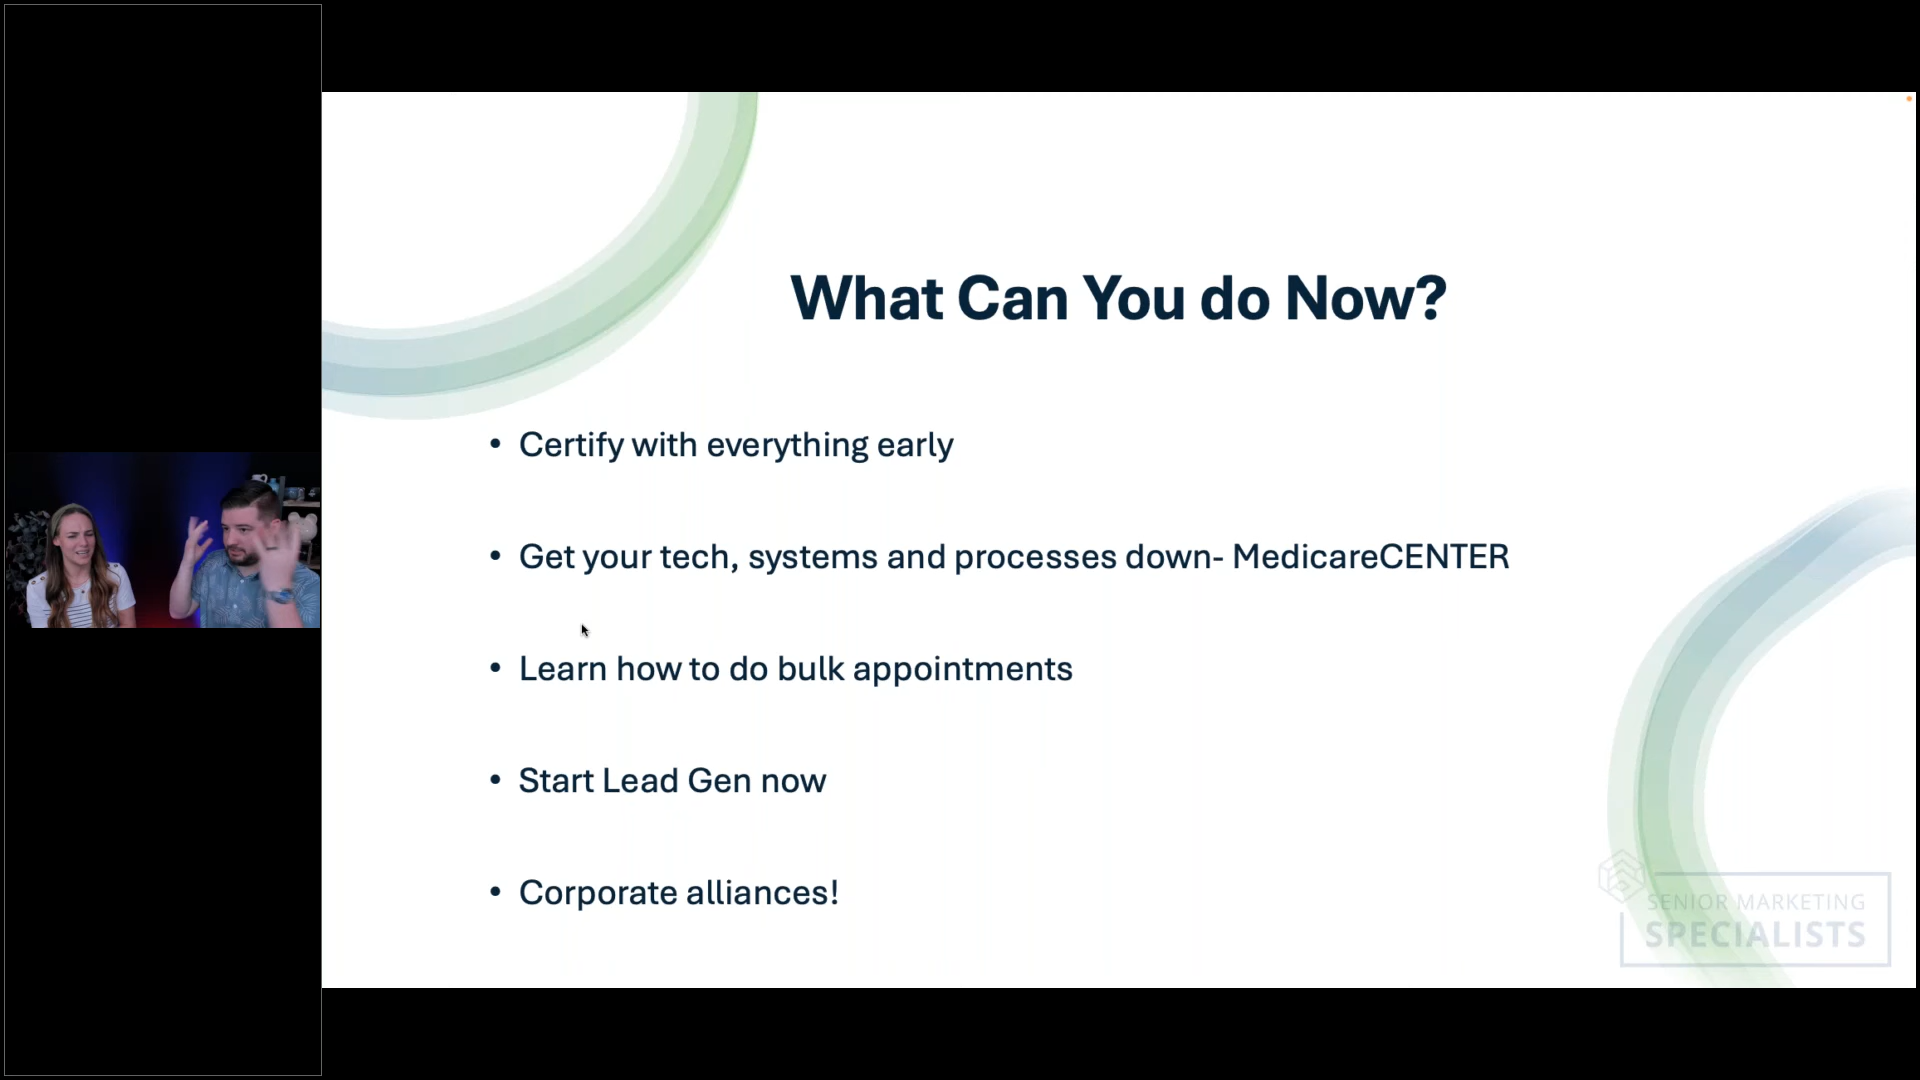 What Can You do Now?
• Certify with everything early
• Get your tech, systems and processes down- MedicareCENTER
• Learn how to do bulk appointments
• Start Lead Gen now
• Corporate alliances!
SENIOR MARKETING
SPECIALISTS